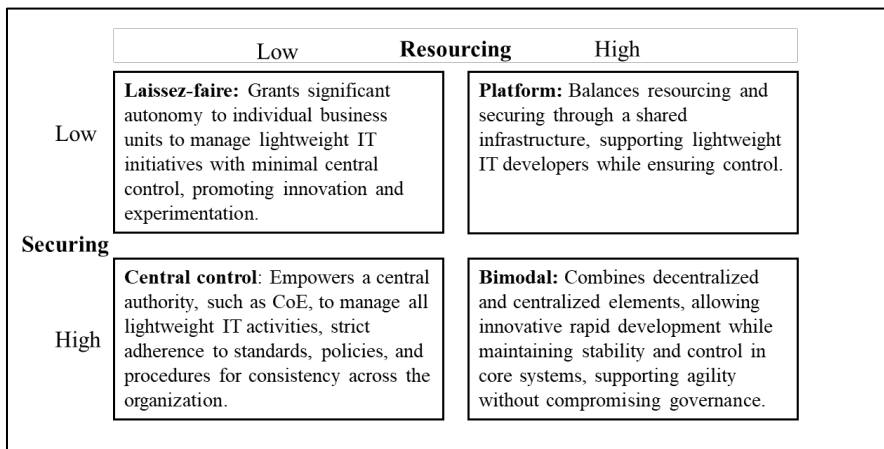 Low Resourcing High
Low
Laissez-faire: Grants significant
autonomy to individual business
units to manage lightweight IT
initiatives with minimal central
control, promoting innovation and
experimentation.
Platform: Balances resourcing and
securing through a shared
infrastructure, supporting lightweight
IT developers while ensuring control.
Securing
High
Central control: Empowers a central
authority, such as CoE, to manage all
lightweight IT activities, strict
adherence to standards, policies, and
procedures for consistency across the
organization.
Bimodal: Combines decentralized
and centralized elements, allowing
innovative rapid development while
maintaining stability and control in
core systems, supporting agility
without compromising governance.